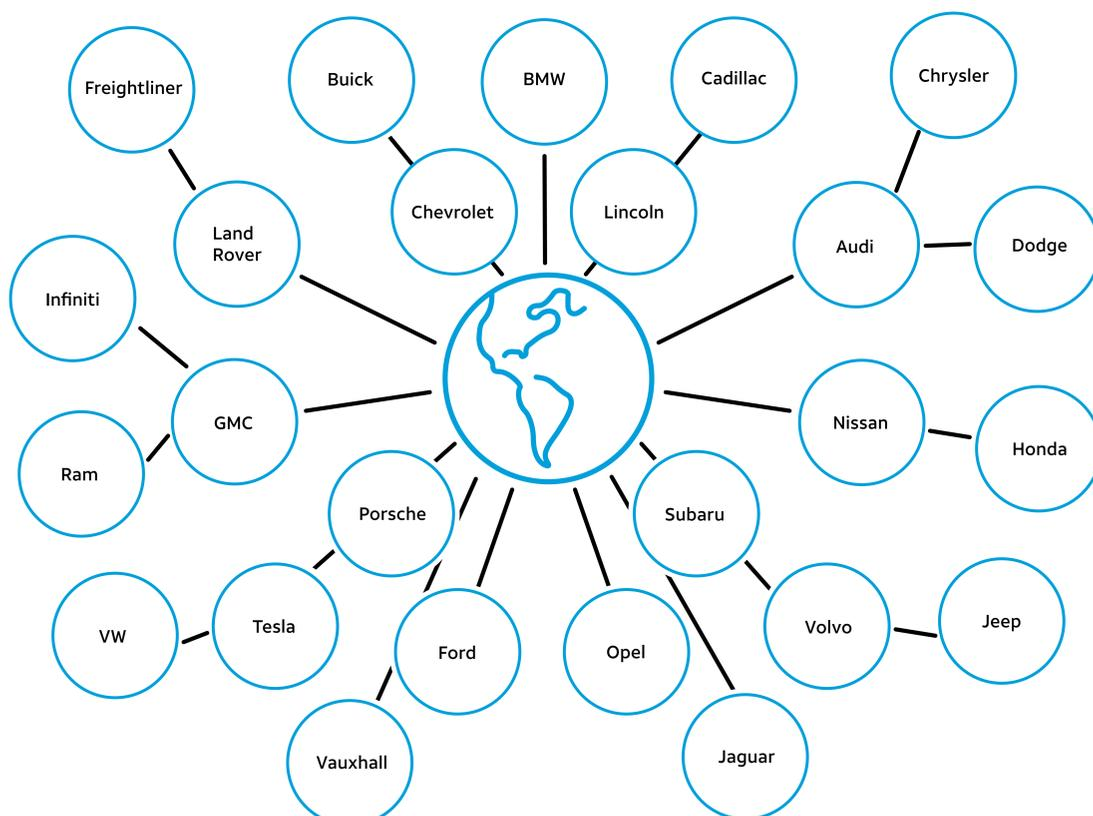 Freightliner
Buick
BMW
Cadillac
Chrysler
Chevrolet
Lincoln
Land
Rover
Audi
Dodge
Infiniti
GMC
Nissan
Honda
Ram
Porsche
Subaru
VW
Tesla
Ford
Opel
Volvo
Jeep
Vauxhall
Jaguar